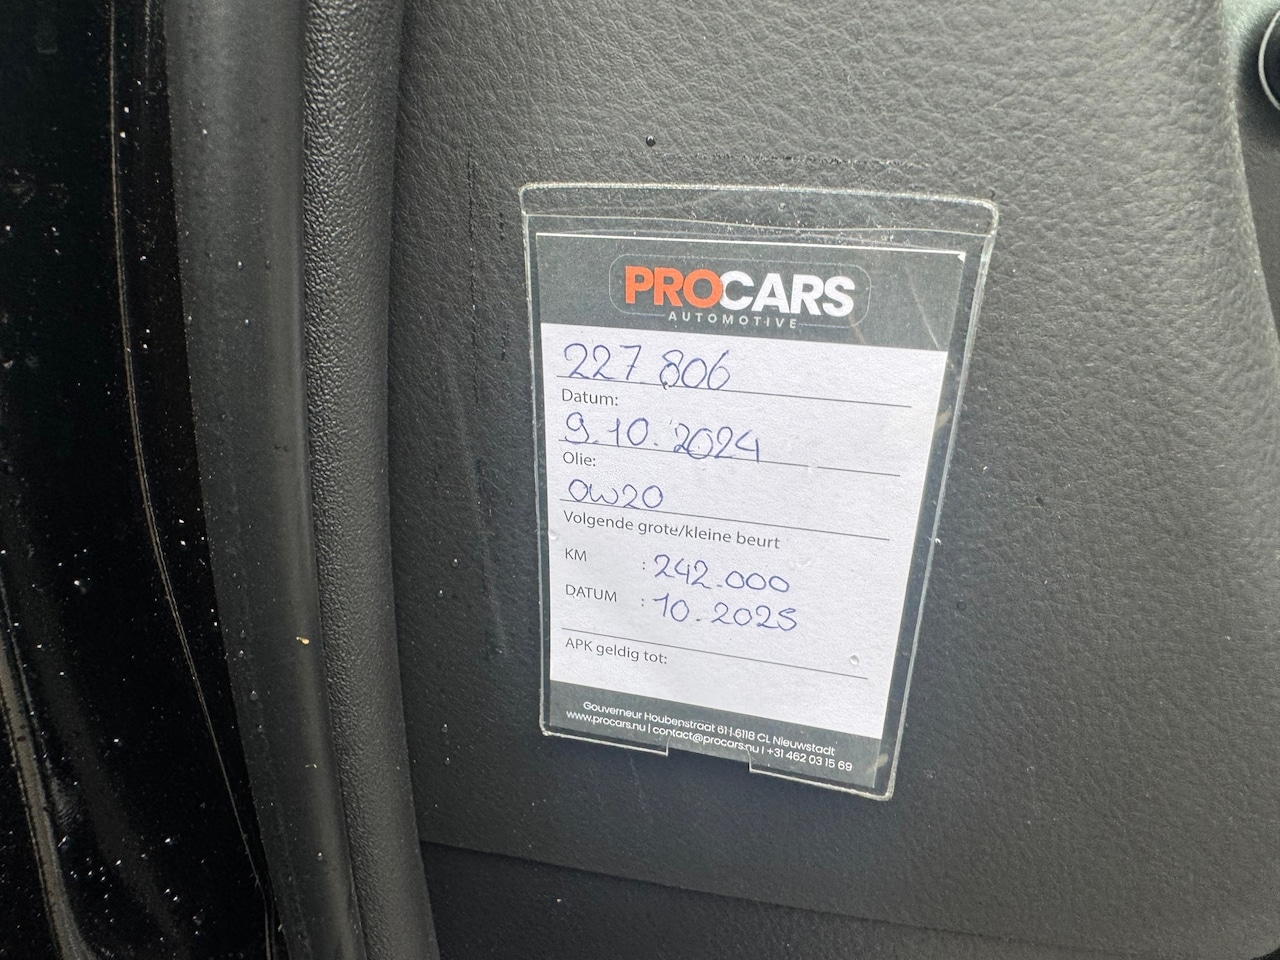 PROCARS
AUTOMOTIVE
227.806
Datum:
9.10.2024
Olie:
0W20
Volgende grote/kleine beurt
KM : 242.000
DATUM : 10.2025
APK geldig tot:
Gouverneur Houbenstraat 61 | 6118 CL Nieuwstadt
www.procars.nu | contact@procars.nu | +31 462 03 15 69